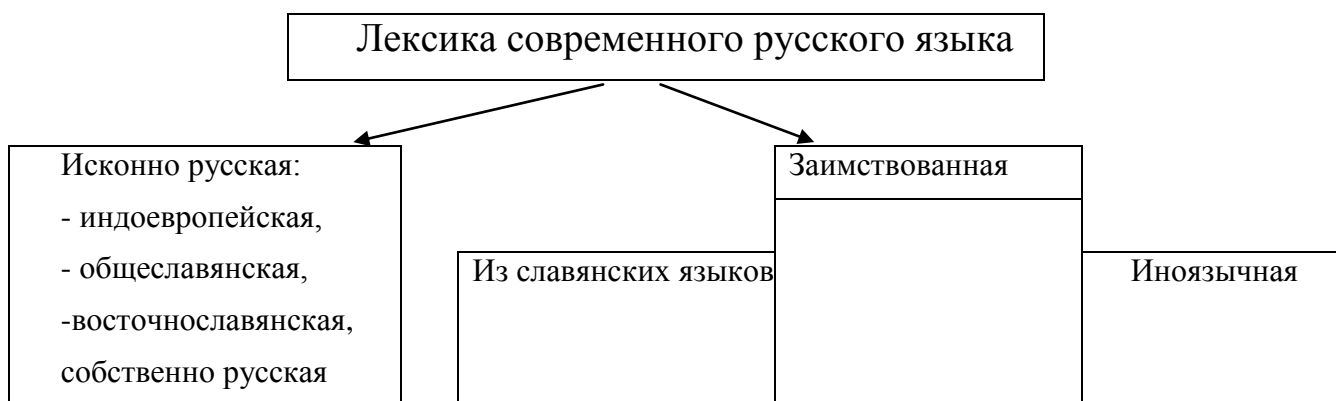 Лексика современного русского языка
Исконно русская:
- индоевропейская,
- общеславянская,
-восточнославянская,
собственно русская
Заимствованная
Из славянских языков
Иноязычная